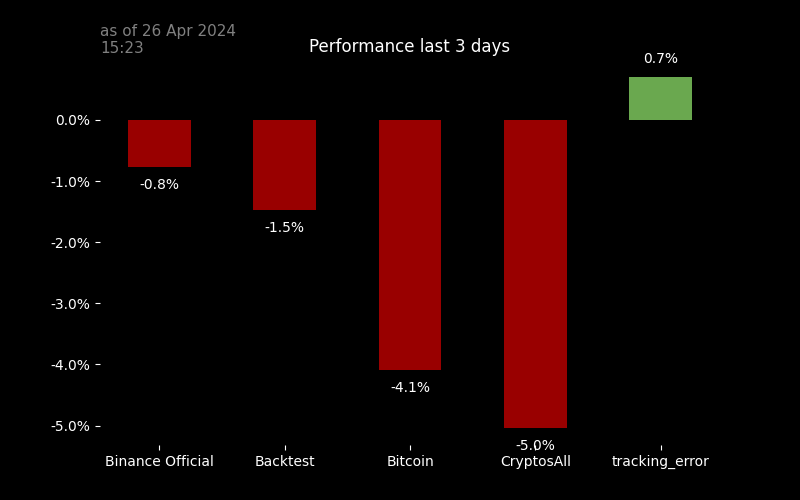 as of 26 Apr 2024
15:23
Performance last 3 days
0.7%
0.0%
-1.0%
-2.0%
-3.0%
-4.0%
-5.0%
-0.8%
-1.5%
-4.1%
-5.0%
Binance Official
Backtest
Bitcoin
CryptosAll
tracking_error